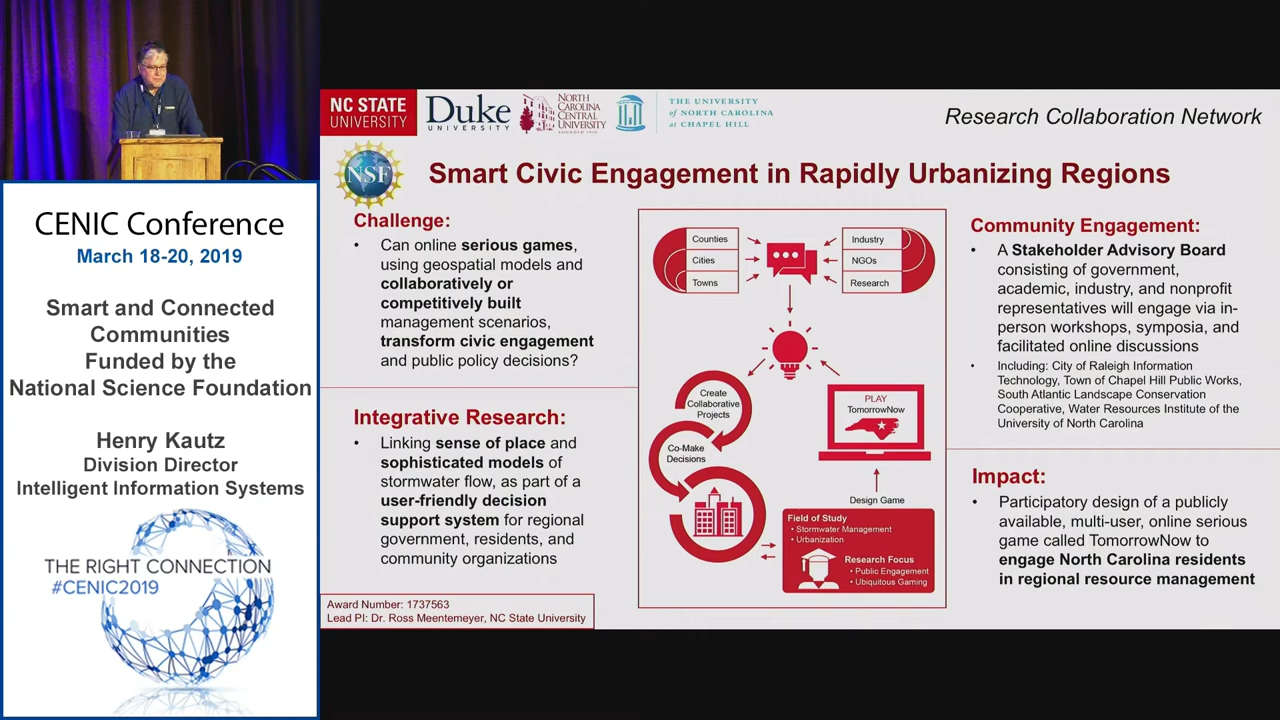 CENIC Conference
March 18-20, 2019
Smart and Connected
Communities
Funded by the
National Science Foundation
Henry Kautz
Division Director
Intelligent Information Systems
THE RIGHT CONNECTION
#CENIC2019
NC STATE
UNIVERSITY
Duke
UNIVERSITY
NORTH
CAROLINA
CENTRAL
UNIVERSITY
THE UNIVERSITY
of NORTH CAROLINA
at CHAPEL HILL
Research Collaboration Network
NSF
Smart Civic Engagement in Rapidly Urbanizing Regions
Challenge:
• Can online serious games,
using geospatial models and
collaboratively or
competitively built
management scenarios,
transform civic engagement
and public policy decisions?
Integrative Research:
• Linking sense of place and
sophisticated models of
stormwater flow, as part of a
user-friendly decision
support system for regional
government, residents, and
community organizations
Award Number: 1737563
Lead PI: Dr. Ross Meentemeyer, NC State University
Counties
Cities
Towns
Industry
NGOs
Research
Create
Collaborative
Projects
Co-Make
Decisions
PLAY
TomorrowNow
Design Game
Field of Study
• Stormwater Management
• Urbanization
Research Focus
• Public Engagement
• Ubiquitous Gaming
Community Engagement:
• A Stakeholder Advisory Board
consisting of government,
academic, industry, and nonprofit
representatives will engage via in-
person workshops, symposia, and
facilitated online discussions
• Including: City of Raleigh Information
Technology, Town of Chapel Hill Public Works,
South Atlantic Landscape Conservation
Cooperative, Water Resources Institute of the
University of North Carolina
Impact:
• Participatory design of a publicly
available, multi-user, online serious
game called TomorrowNow to
engage North Carolina residents
in regional resource management